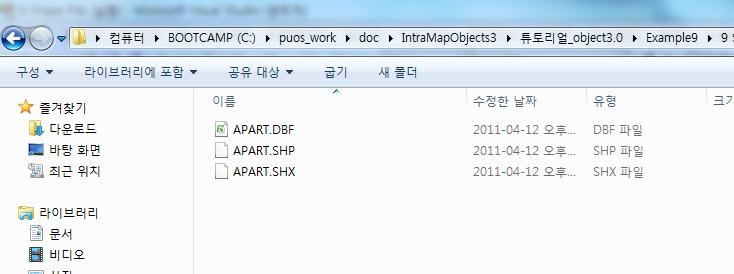 ▸ 컴퓨터 ▸ BOOTCAMP (C:) ▸ puos_work ▸ doc ▸ IntraMapObjects3 ▸ 튜토리얼_object3.0 ▸ Example9 ▸ 9
구성 라이브러리에 포함 공유 대상 굽기 새 폴더
즐겨찾기
다운로드
바탕 화면
최근 위치
라이브러리
문서
비디오
이름 수정한 날짜 유형 크기
APART.DBF 2011-04-12 오후... DBF 파일
APART.SHP 2011-04-12 오후... SHP 파일
APART.SHX 2011-04-12 오후... SHX 파일